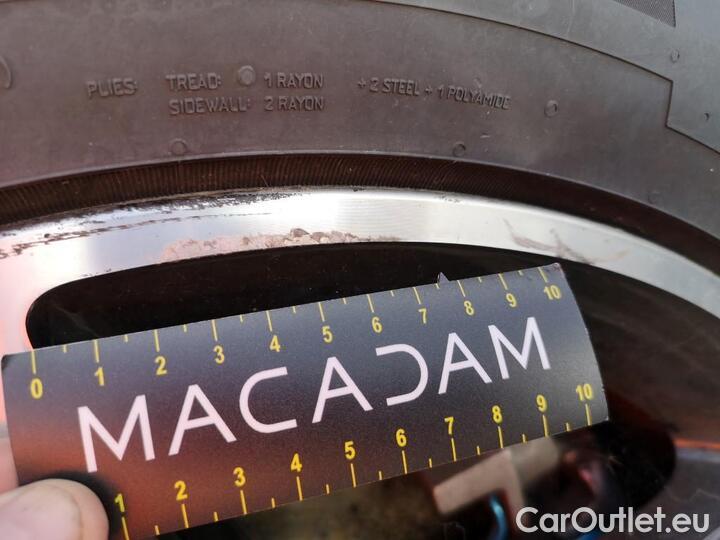 PLIES: TREAD: 1 RAYON + 2 STEEL + 1 POLYAMIDE
SIDEWALL: 2 RAYON
0 1 2 3 4 5 6 7 8 9 10
MACADAM
1 2 3 4 5 6 7 8 9 10
CarOutlet.eu